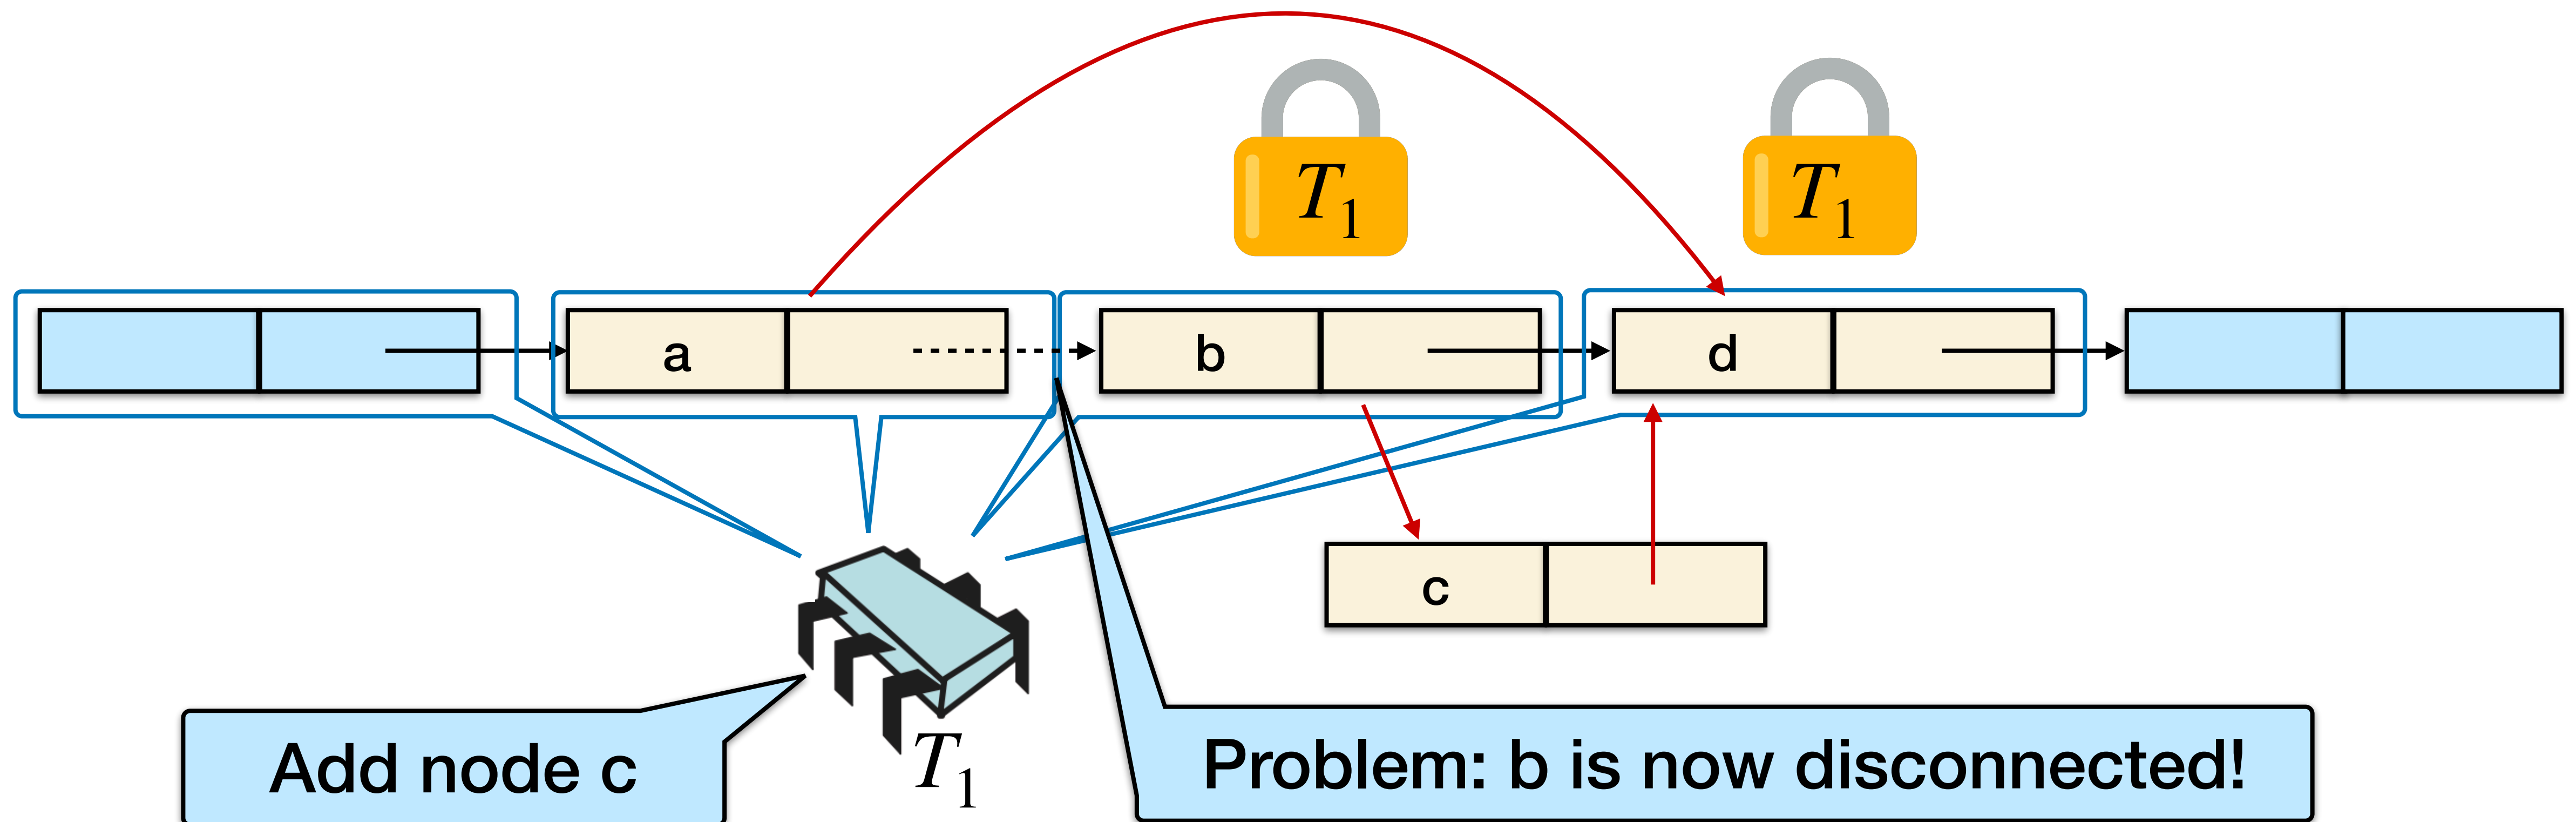 T1
T1
a
b
d
c
T1
Add node c
Problem: b is now disconnected!